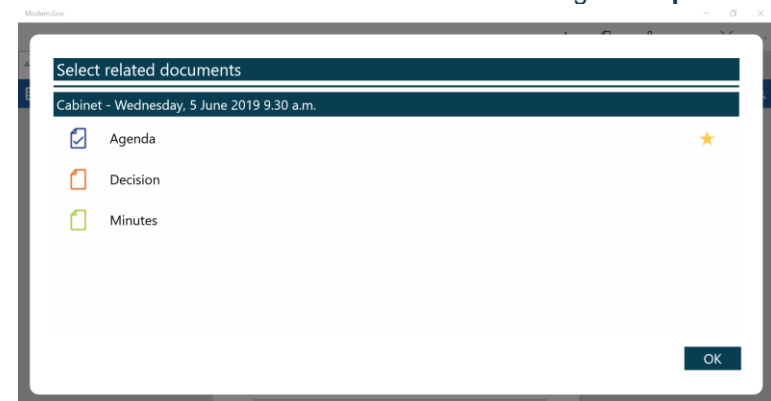 Modern.Gov
Select related documents
Cabinet - Wednesday, 5 June 2019 9.30 a.m.
Agenda
Decision
Minutes
OK